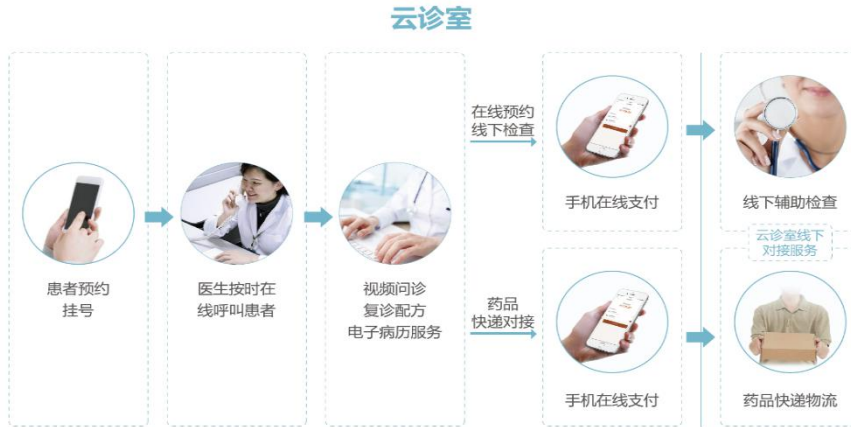 云诊室
患者预约
挂号
医生按时在
线呼叫患者
视频问诊
复诊配方
电子病历服务
在线预约
线下检查
手机在线支付
线下辅助检查
云诊室线下
对接服务
药品
快递对接
手机在线支付
药品快递物流